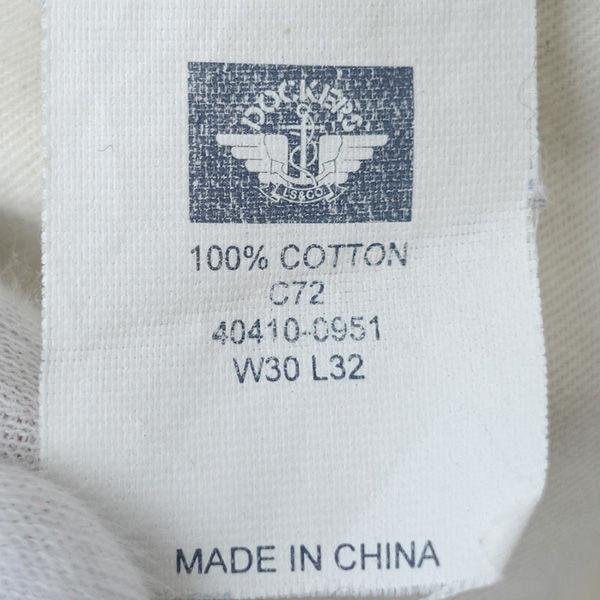 DOCKERS
LS&CO.
100% COTTON
C72
40410-0951
W30 L32
MADE IN CHINA